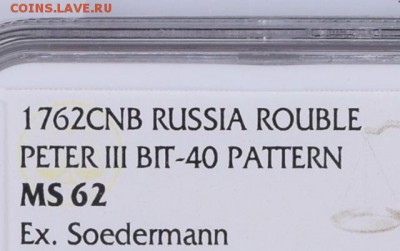 COINS.LAVE.RU
1762CNB RUSSIA ROUBLE
PETER III BIT-40 PATTERN
MS 62
Ex. Soedermann